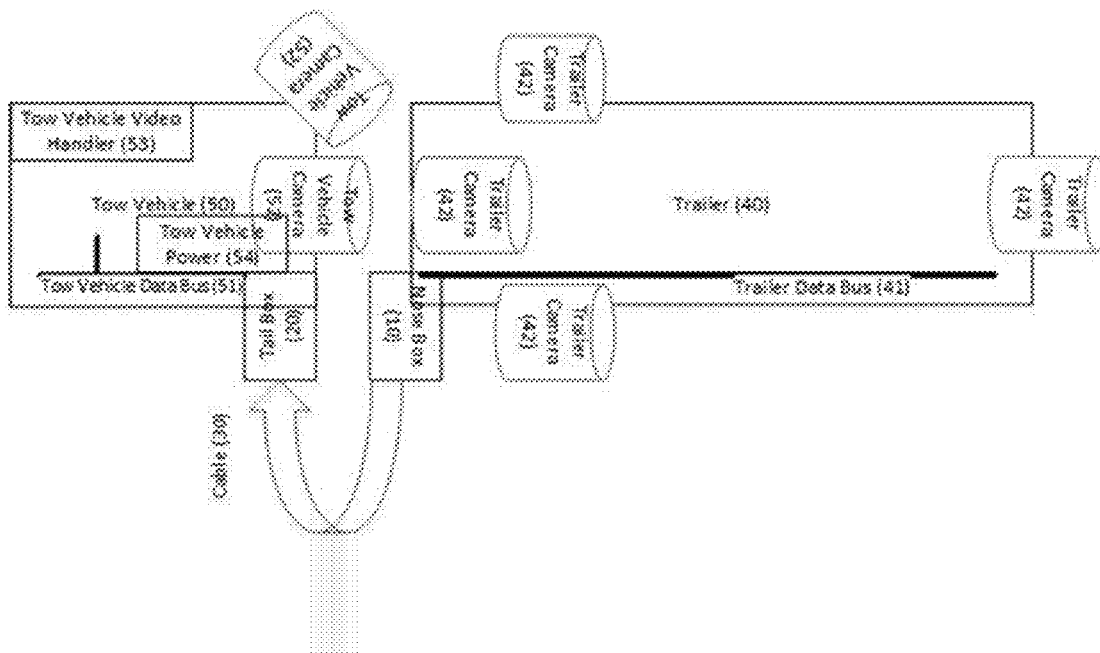 Tow Vehicle Video
Handler (53)
Tow Vehicle (50)
Tow Vehicle
Power (54)
Tow Vehicle Data Bus (51)
Tow
Vehicle
Camera
(52)
Tow
Vehicle
Camera
(52)
Trailer
Camera
(42)
Trailer
Camera
(42)
Trailer (40)
Trailer
Camera
(42)
Trailer Data Bus (41)
Trailer
Camera
(42)
Tail Box
(20)
Box
(10)
Cable (30)